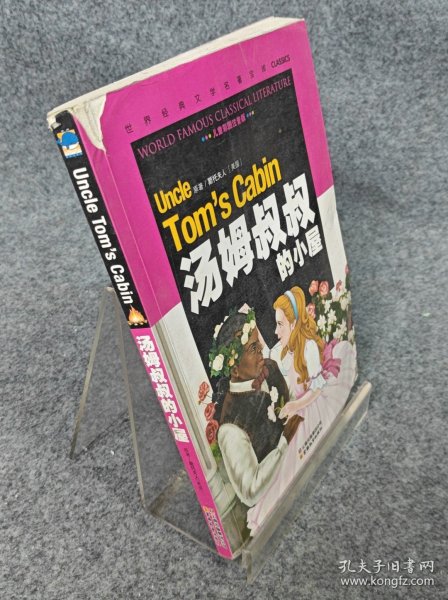 世界经典文学名著宝库 CLASSICS
WORLD FAMOUS CLASSICAL LITERATURE
儿童彩图注音版
Uncle
原著/斯托夫人[美国]
Tom's Cabin
汤姆叔叔
的小屋
Uncle Tom's Cabin
汤姆叔叔的小屋
孔夫子旧书网
www.kongfz.com